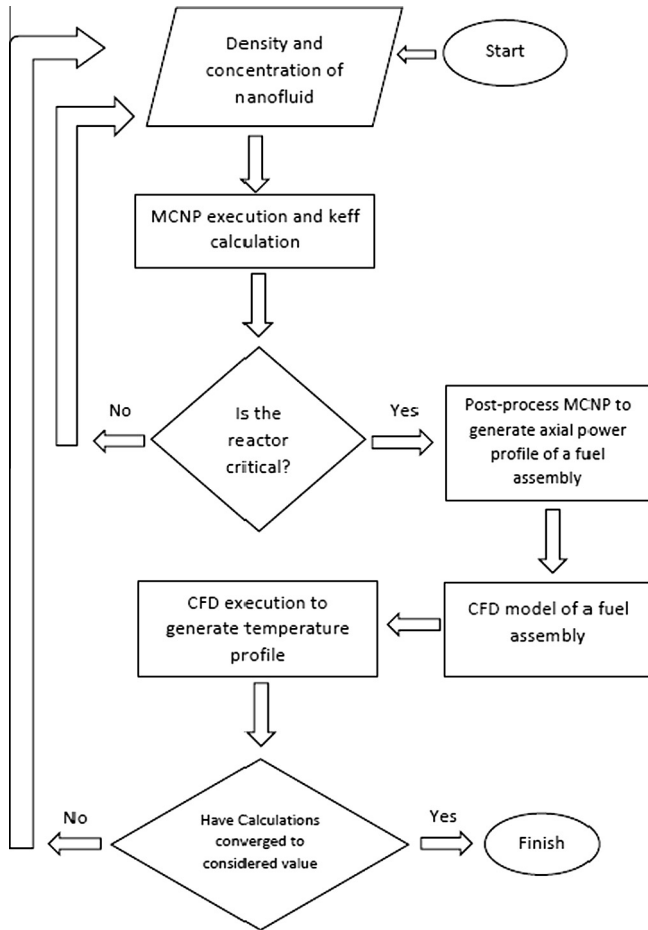 Density and
concentration of
nanofluid
Start
MCNP execution and keff
calculation
No
Is the
reactor
critical?
Yes
Post-process MCNP to
generate axial power
profile of a fuel
assembly
CFD execution to
generate temperature
profile
CFD model of a fuel
assembly
No
Have Calculations
converged to
considered value
Yes
Finish